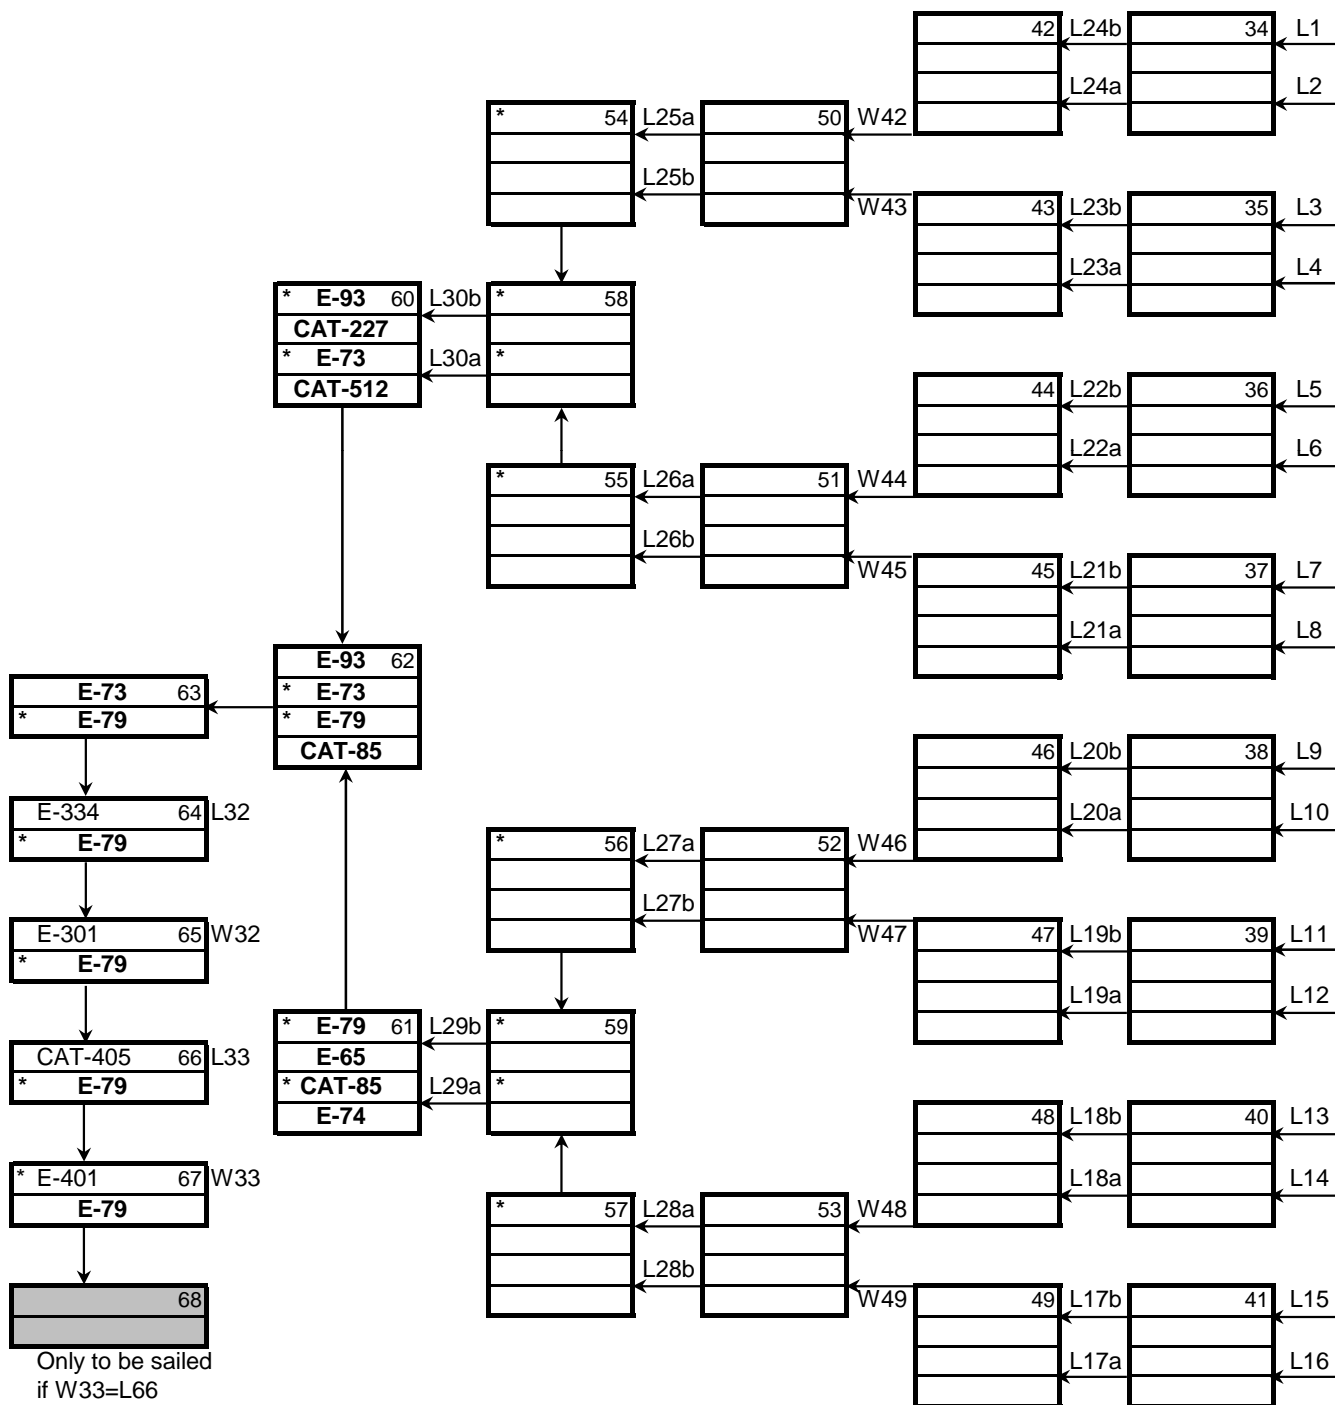 42 L24b 34 L1
L24a L2
* 54 L25a 50 W42
L25b W43
43 L23b 35 L3
L23a L4
* E-93 60 L30b * 58
CAT-227
* E-73 L30a *
CAT-512
44 L22b 36 L5
L22a L6
* 55 L26a 51 W44
L26b W45
45 L21b 37 L7
L21a L8
E-93 62
* E-73
* E-79
CAT-85
E-73 63
* E-79
46 L20b 38 L9
L20a L10
E-334 64 L32
* E-79
* 56 L27a 52 W46
L27b W47
47 L19b 39 L11
L19a L12
E-301 65 W32
* E-79
* E-79 61 L29b * 59
E-65
* CAT-85 L29a *
E-74
CAT-405 66 L33
* E-79
48 L18b 40 L13
L18a L14
* E-401 67 W33
E-79
* 57 L28a 53 W48
L28b W49
49 L17b 41 L15
L17a L16
68
Only to be sailed
if W33=L66